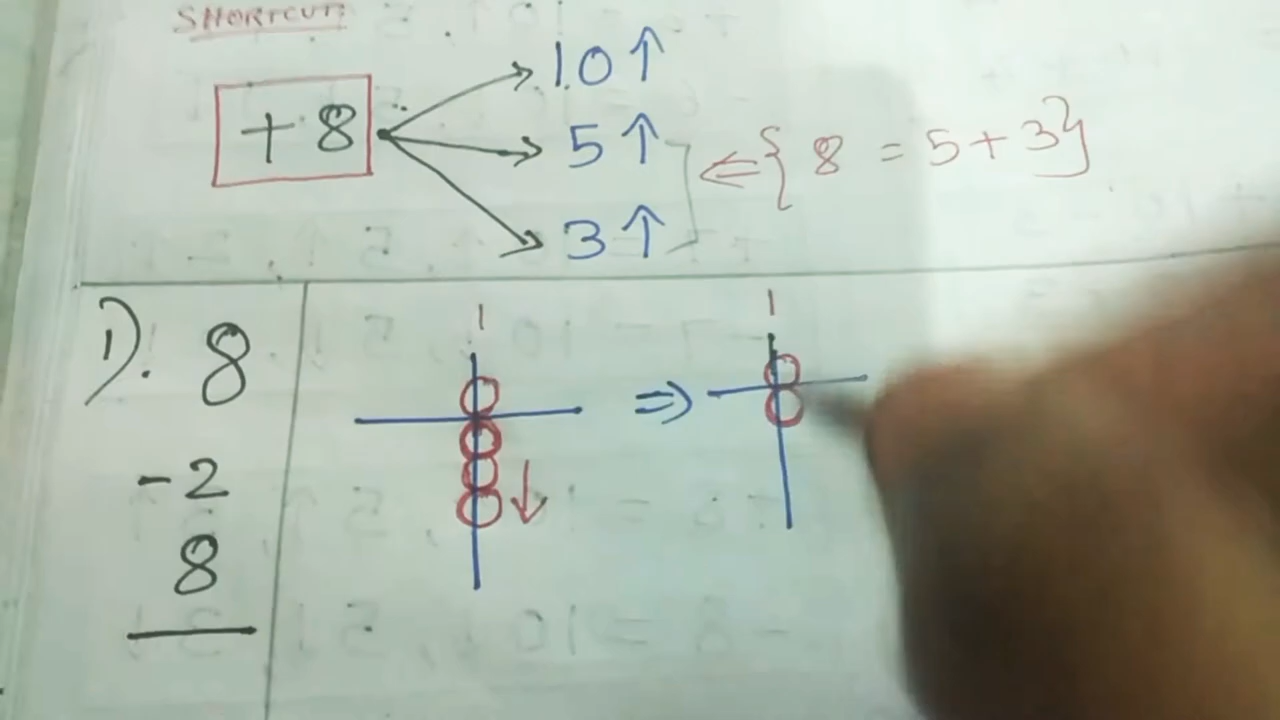 SHORTCUT:
+8 → 10↑
→ 5↑
→ 3↑
⇐ {8 = 5+3}
1). 8
-2
8
1 ⇒ 1
↓